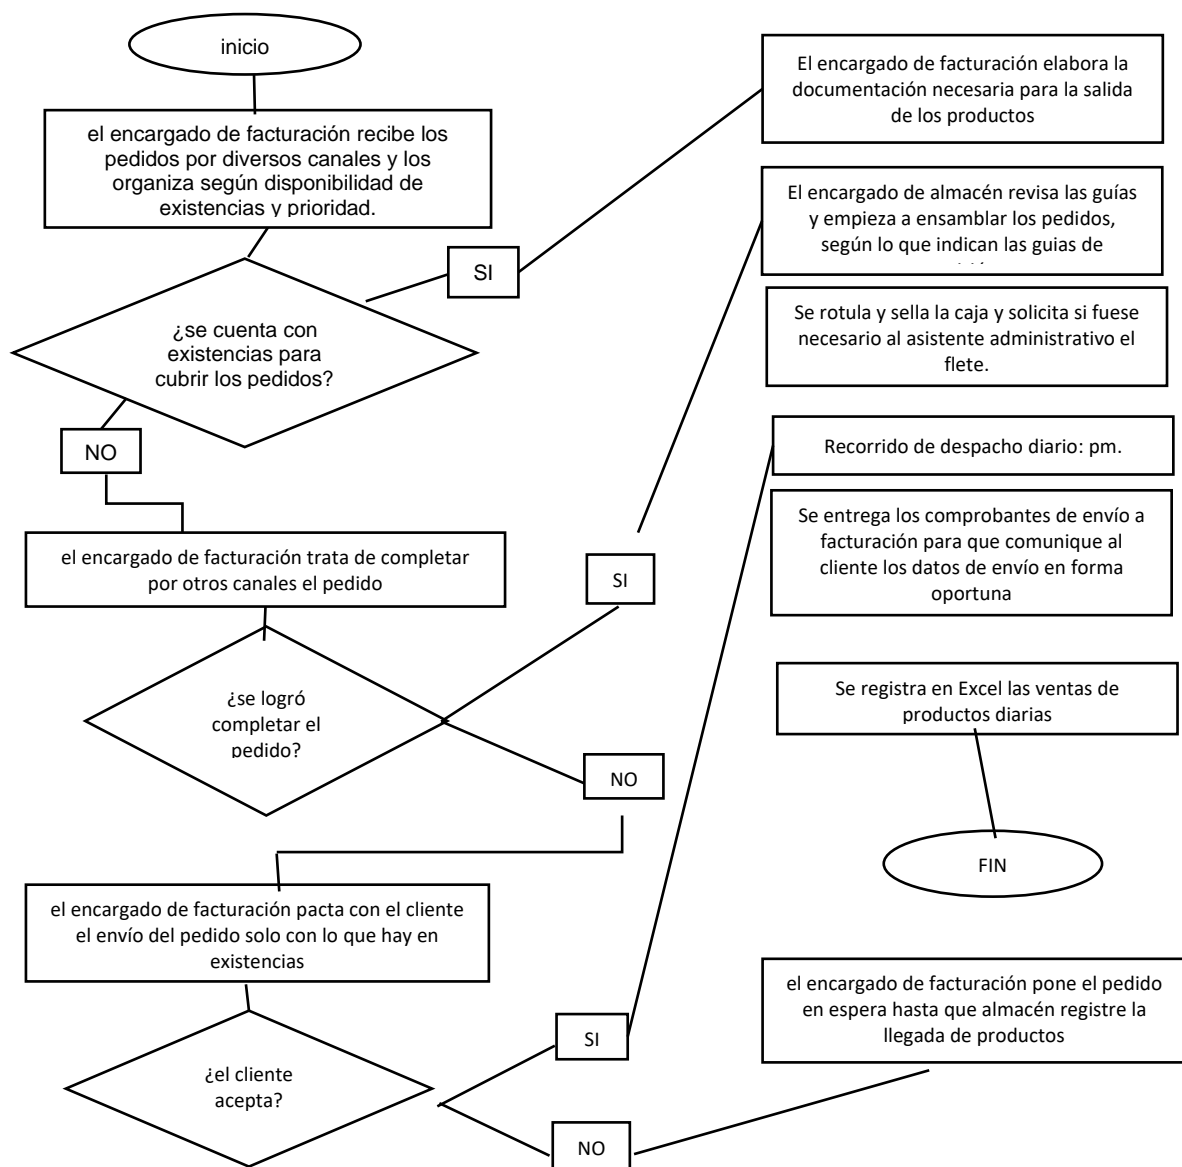 inicio
el encargado de facturación recibe los
pedidos por diversos canales y los
organiza según disponibilidad de
existencias y prioridad.
SI
¿se cuenta con
existencias para
cubrir los pedidos?
NO
el encargado de facturación trata de completar
por otros canales el pedido
SI
¿se logró
completar el
pedido?
NO
el encargado de facturación pacta con el cliente
el envío del pedido solo con lo que hay en
existencias
SI
¿el cliente
acepta?
NO
El encargado de facturación elabora la
documentación necesaria para la salida
de los productos
El encargado de almacén revisa las guías
y empieza a ensamblar los pedidos,
según lo que indican las guias de
Se rotula y sella la caja y solicita si fuese
necesario al asistente administrativo el
flete.
Recorrido de despacho diario: pm.
Se entrega los comprobantes de envío a
facturación para que comunique al
cliente los datos de envío en forma
oportuna
Se registra en Excel las ventas de
productos diarias
FIN
el encargado de facturación pone el pedido
en espera hasta que almacén registre la
llegada de productos